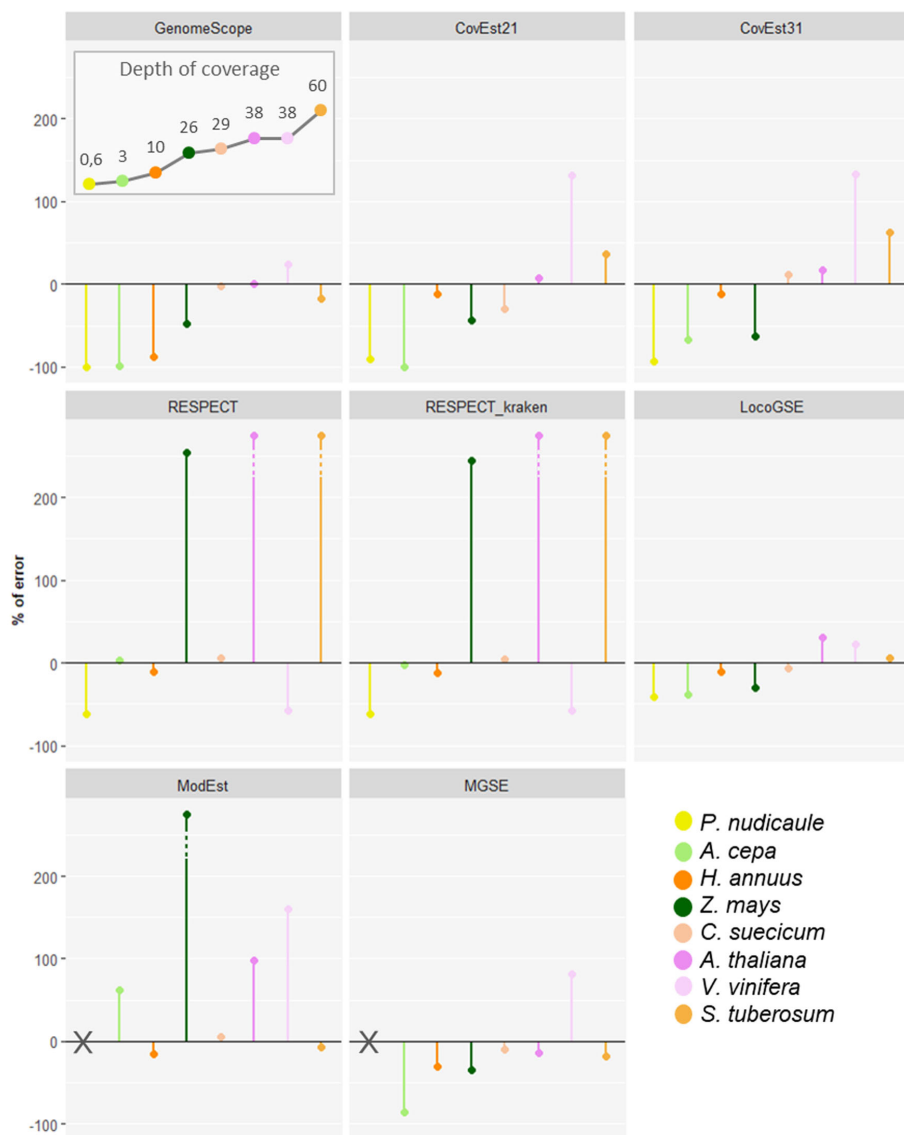 GenomeScope
CovEst21
CovEst31
Depth of coverage
0,6
3
10
26
29
38
38
60
200
100
0
-100
RESPECT
RESPECT_kraken
LocoGSE
% of error
200
100
0
-100
ModEst
MGSE
200
100
0
-100
X
X
P. nudicaule
A. cepa
H. annuus
Z. mays
C. suecicum
A. thaliana
V. vinifera
S. tuberosum